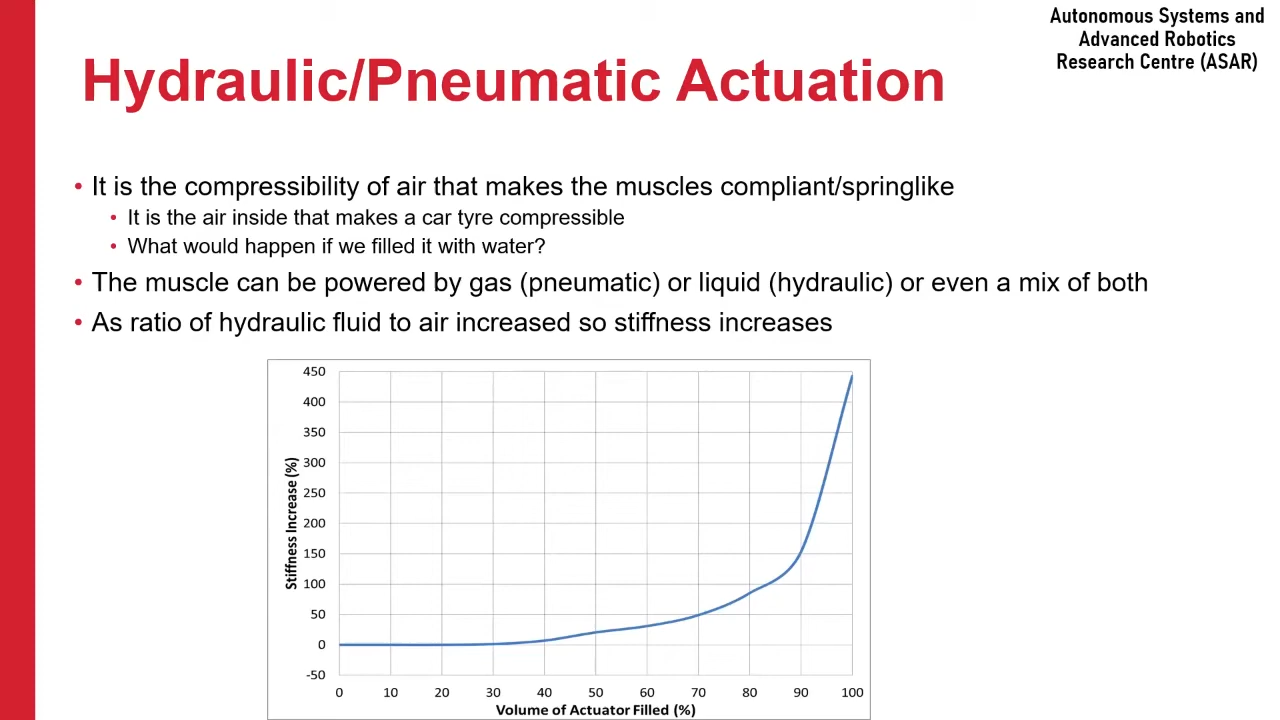 Autonomous Systems and
Advanced Robotics
Research Centre (ASAR)
Hydraulic/Pneumatic Actuation
• It is the compressibility of air that makes the muscles compliant/springlike
• It is the air inside that makes a car tyre compressible
• What would happen if we filled it with water?
• The muscle can be powered by gas (pneumatic) or liquid (hydraulic) or even a mix of both
• As ratio of hydraulic fluid to air increased so stiffness increases
450
400
350
300
250
200
150
100
50
0
-50
Stiffness Increase (%)
0 10 20 30 40 50 60 70 80 90 100
Volume of Actuator Filled (%)